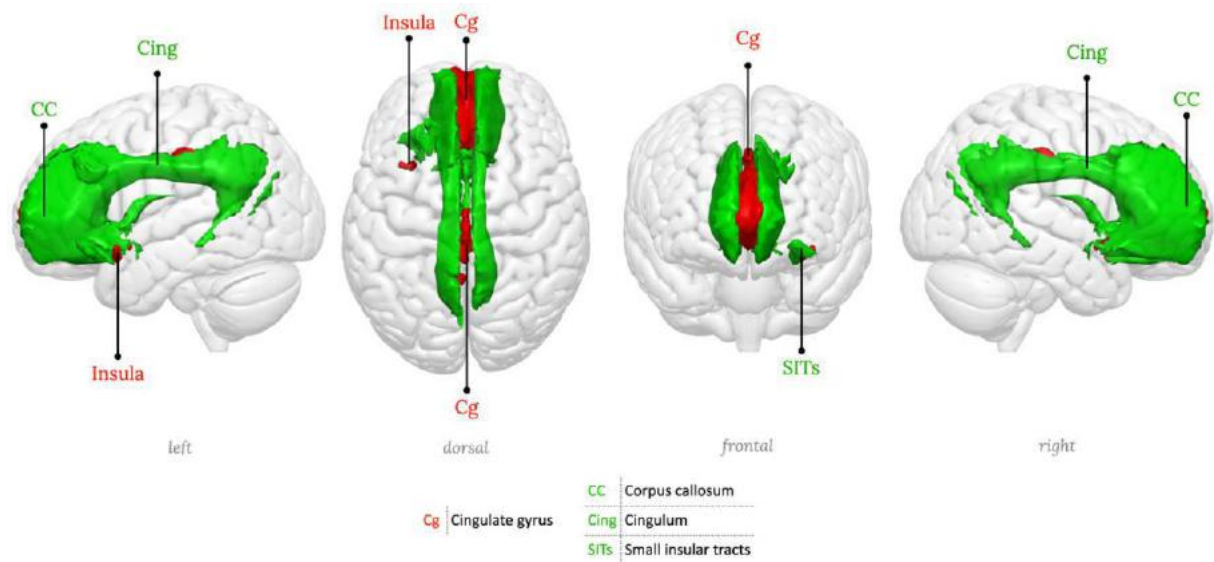 Insula
Cg
Cing
CC
Insula
left
Cg
dorsal
Cg
SITs
frontal
Cing
CC
right
Cg Cingulate gyrus
CC Corpus callosum
Cing Cingulum
SITs Small insular tracts